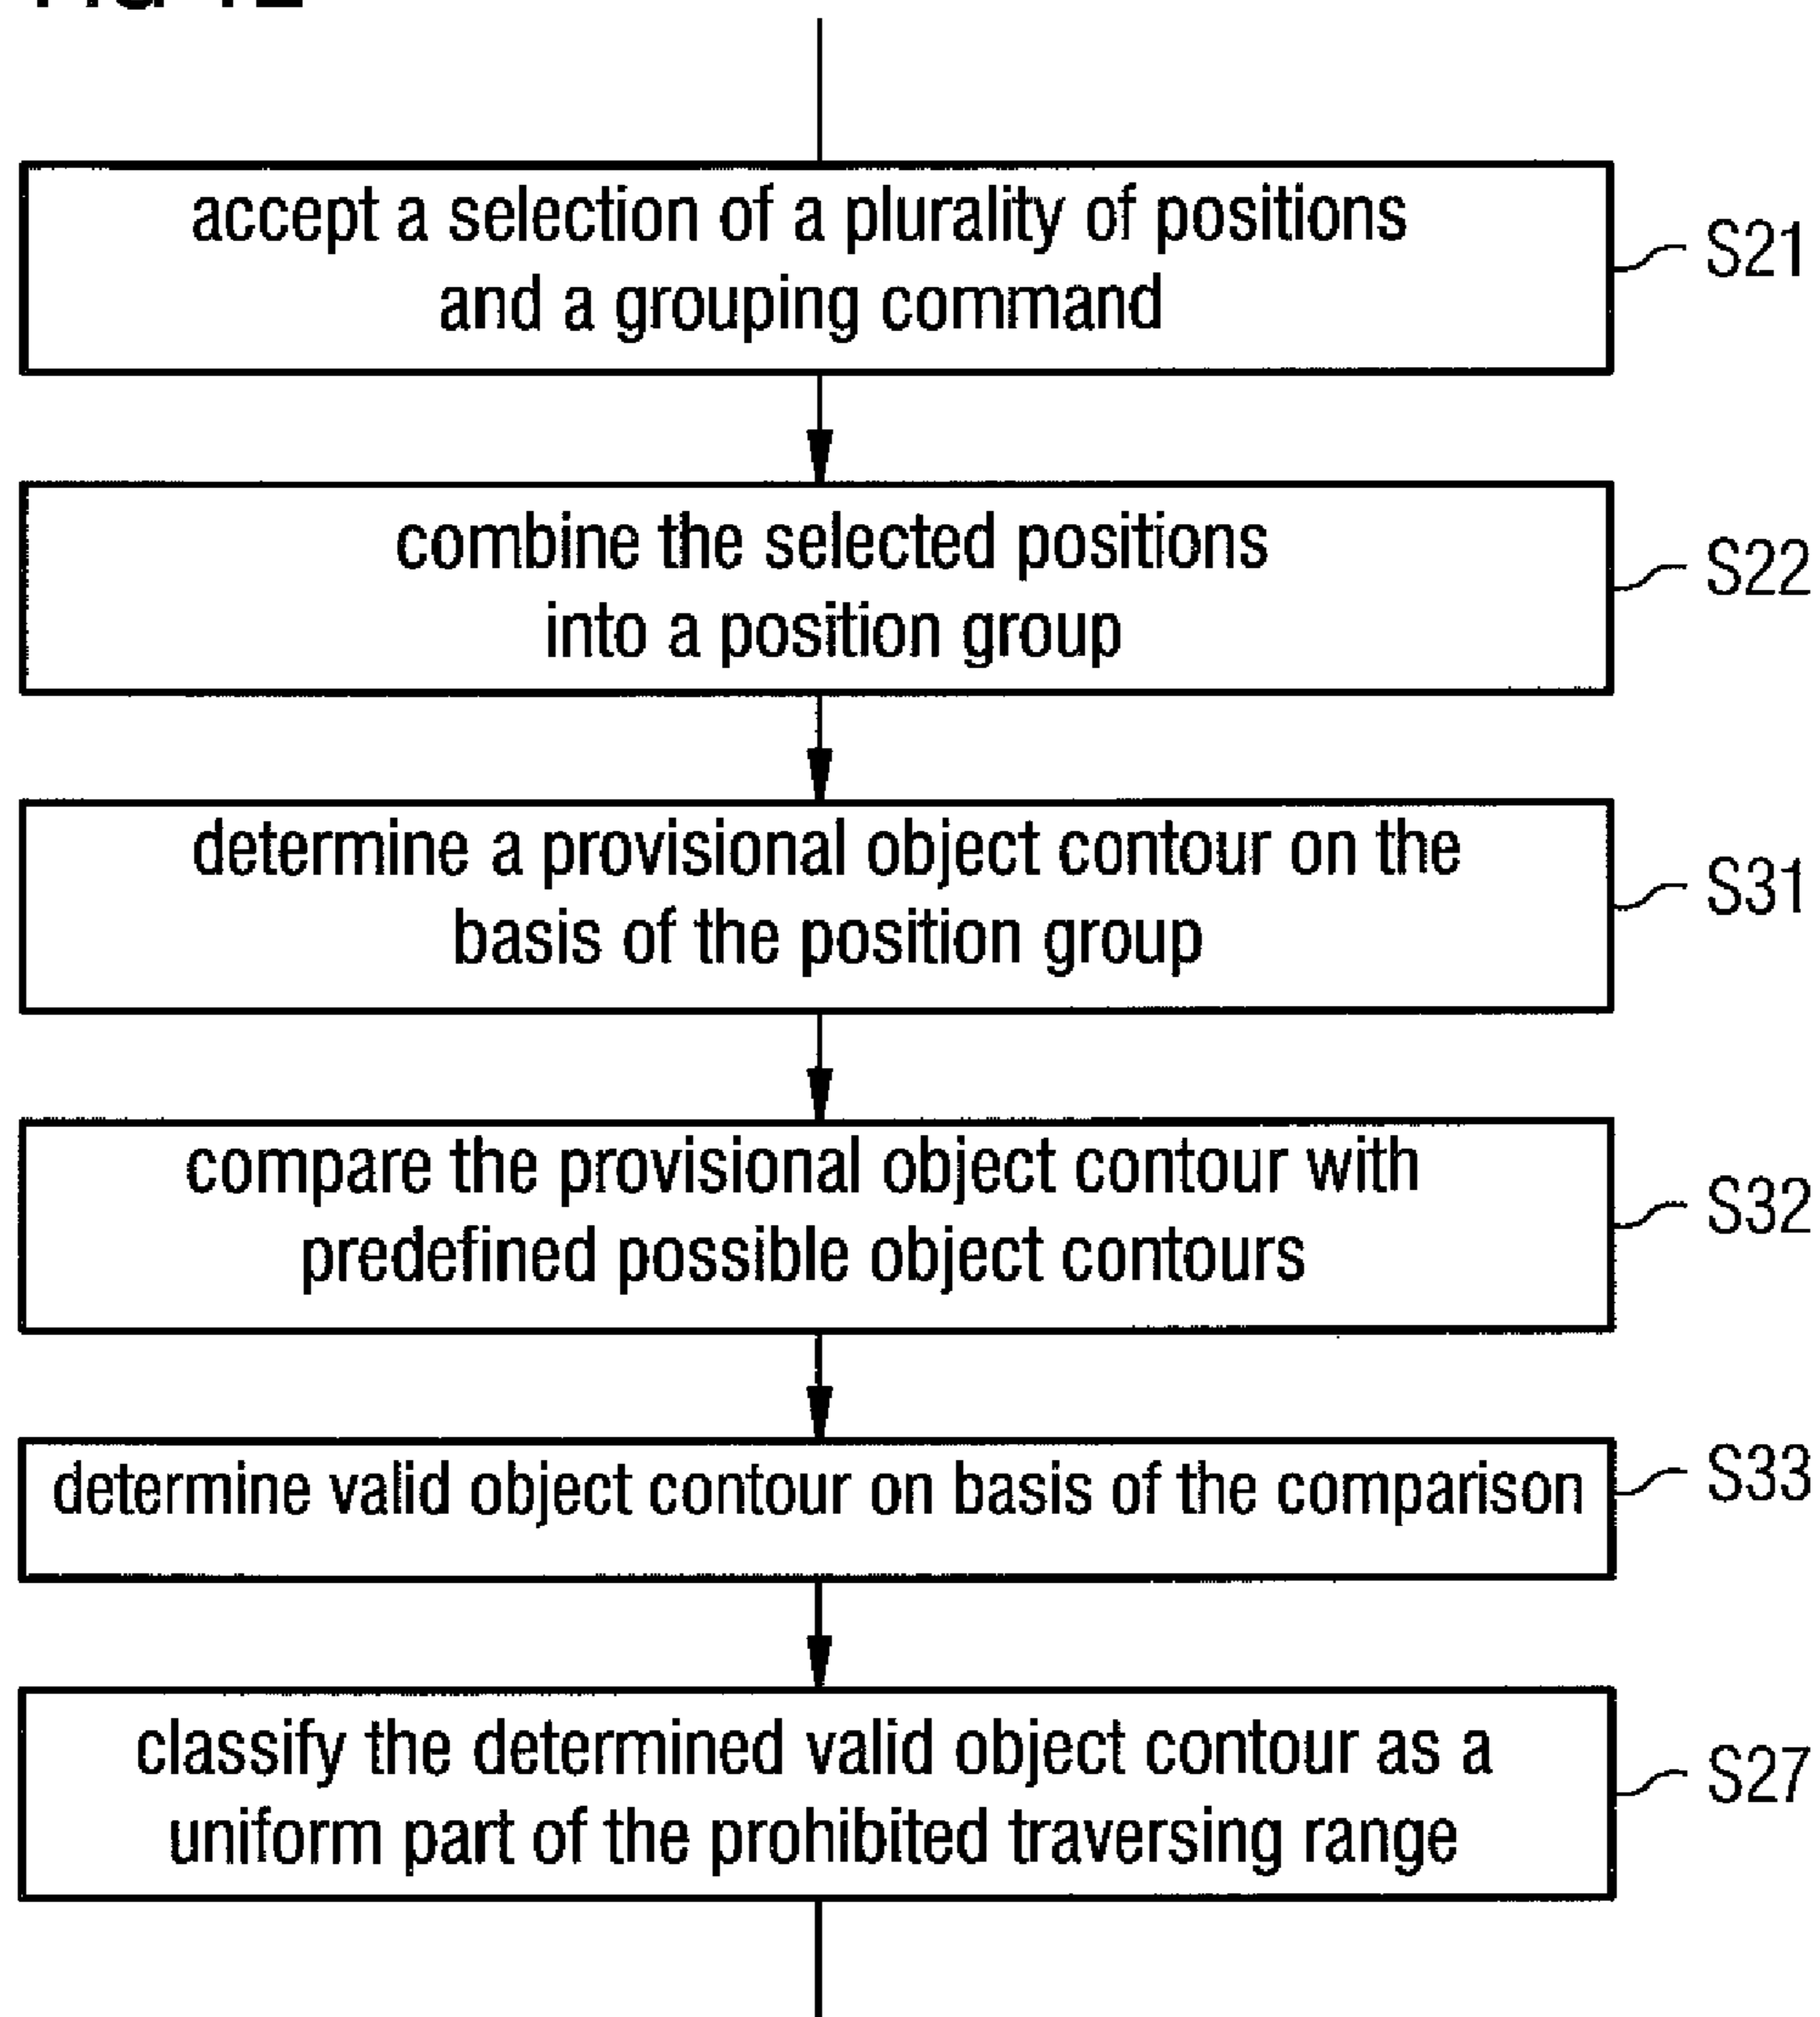 accept a selection of a plurality of positions
and a grouping command
S21
combine the selected positions
into a position group
S22
determine a provisional object contour on the
basis of the position group
S31
compare the provisional object contour with
predefined possible object contours
S32
determine valid object contour on basis of the comparison
S33
classify the determined valid object contour as a
uniform part of the prohibited traversing range
S27